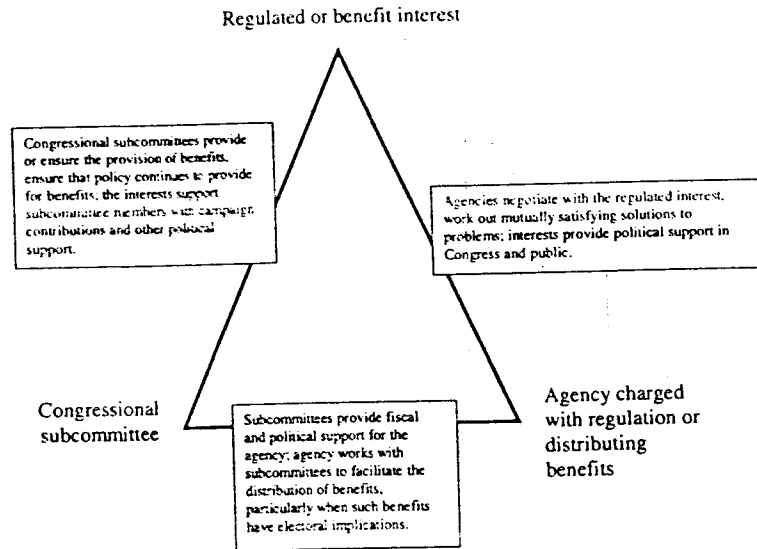 Regulated or benefit interest
Congressional subcommittees provide
or ensure the provision of benefits,
ensure that policy continues to provide
for benefits; the interests support
subcommittee members with campaign
contributions and other political
support.
Agencies negotiate with the regulated interest,
work out mutually satisfying solutions to
problems; interests provide political support in
Congress and public.
Congressional
subcommittee
Subcommittees provide fiscal
and political support for the
agency; agency works with
subcommittees to facilitate the
distribution of benefits,
particularly when such benefits
have electoral implications.
Agency charged
with regulation or
distributing
benefits